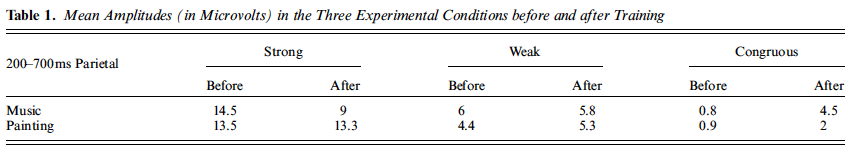 Table 1. Mean Amplitudes (in Microvolts) in the Three Experimental Conditions before and after Training
200–700 ms Parietal Strong Weak Congruous
Before After Before After Before After
Music 14.5 9 6 5.8 0.8 4.5
Painting 13.5 13.3 4.4 5.3 0.9 2